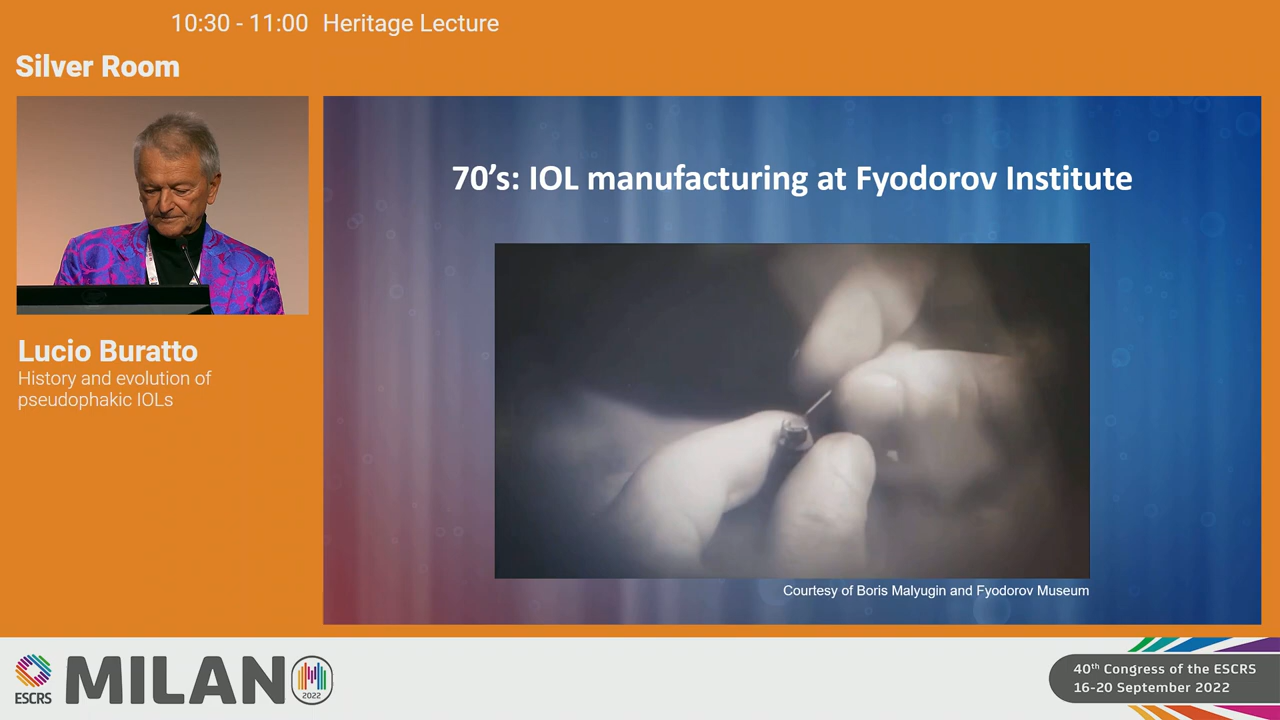 10:30 - 11:00 Heritage Lecture
Silver Room
70's: IOL manufacturing at Fyodorov Institute
Lucio Buratto
History and evolution of
pseudophakic IOLs
Courtesy of Boris Malyugin and Fyodorov Museum
ESCRS
MILANO
2022
40th Congress of the ESCRS
16-20 September 2022